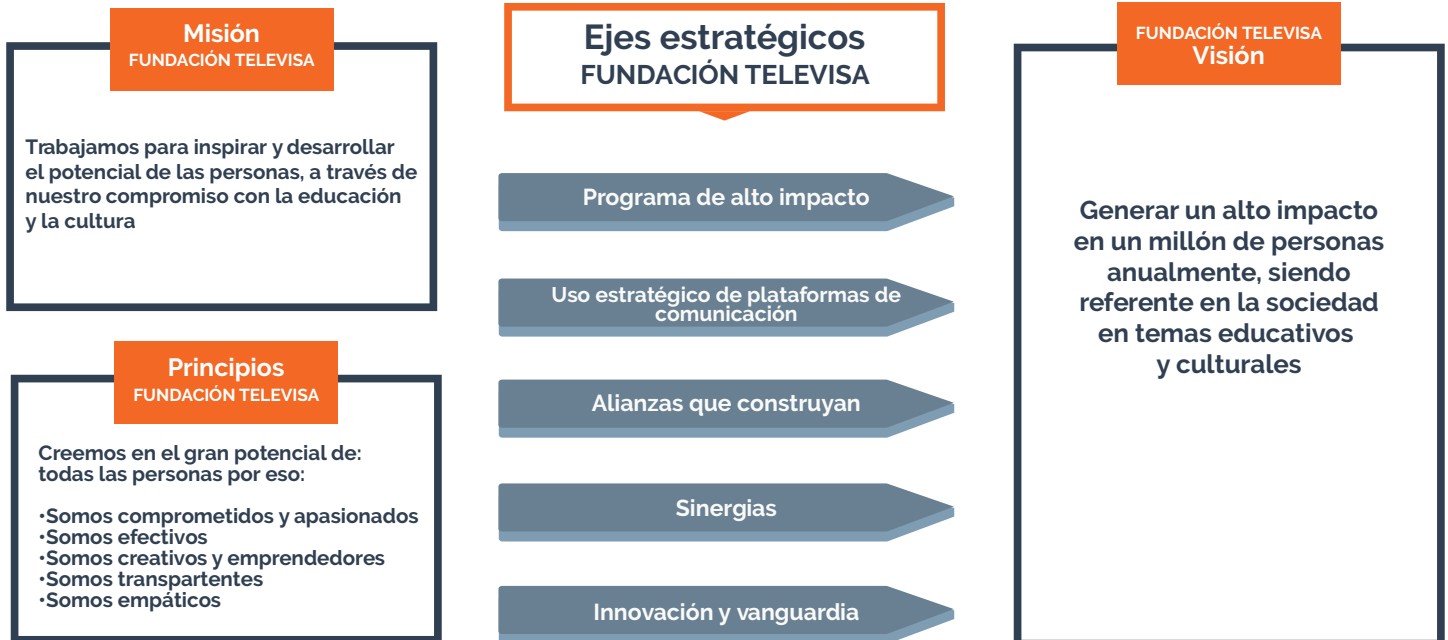 Misión
FUNDACIÓN TELEVISA
Trabajamos para inspirar y desarrollar
el potencial de las personas, a través de
nuestro compromiso con la educación
y la cultura
Principios
FUNDACIÓN TELEVISA
Creemos en el gran potencial de:
todas las personas por eso:
•Somos comprometidos y apasionados
•Somos efectivos
•Somos creativos y emprendedores
•Somos transpartentes
•Somos empáticos
Ejes estratégicos
FUNDACIÓN TELEVISA
Programa de alto impacto
Uso estratégico de plataformas de
comunicación
Alianzas que construyan
Sinergias
Innovación y vanguardia
FUNDACIÓN TELEVISA
Visión
Generar un alto impacto
en un millón de personas
anualmente, siendo
referente en la sociedad
en temas educativos
y culturales